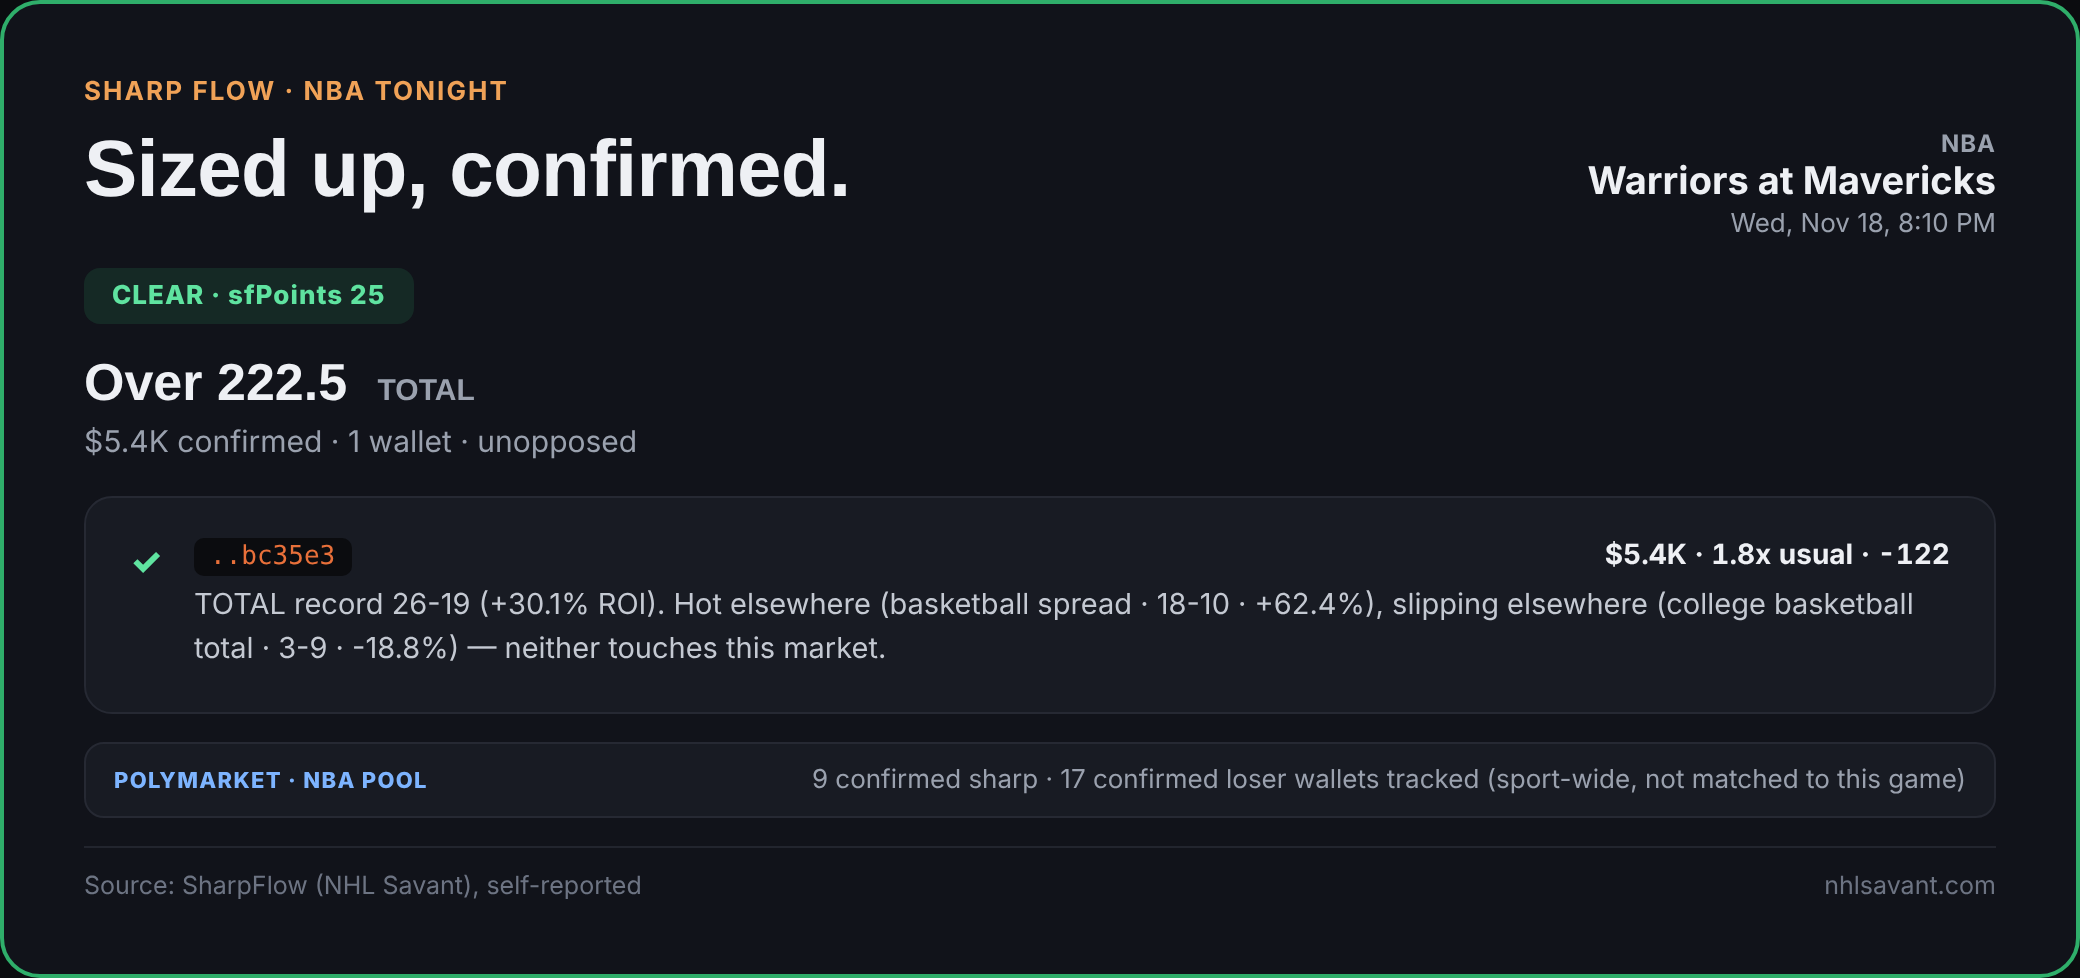 SHARP FLOW · NBA TONIGHT
Sized up, confirmed.
NBA
Warriors at Mavericks
Wed, Nov 18, 8:10 PM
CLEAR · sfPoints 25
Over 222.5 TOTAL
$5.4K confirmed · 1 wallet · unopposed
..bc35e3
$5.4K · 1.8x usual · -122
TOTAL record 26-19 (+30.1% ROI). Hot elsewhere (basketball spread · 18-10 · +62.4%), slipping elsewhere (college basketball
total · 3-9 · -18.8%) — neither touches this market.
POLYMARKET · NBA POOL
9 confirmed sharp · 17 confirmed loser wallets tracked (sport-wide, not matched to this game)
Source: SharpFlow (NHL Savant), self-reported
nhlsavant.com